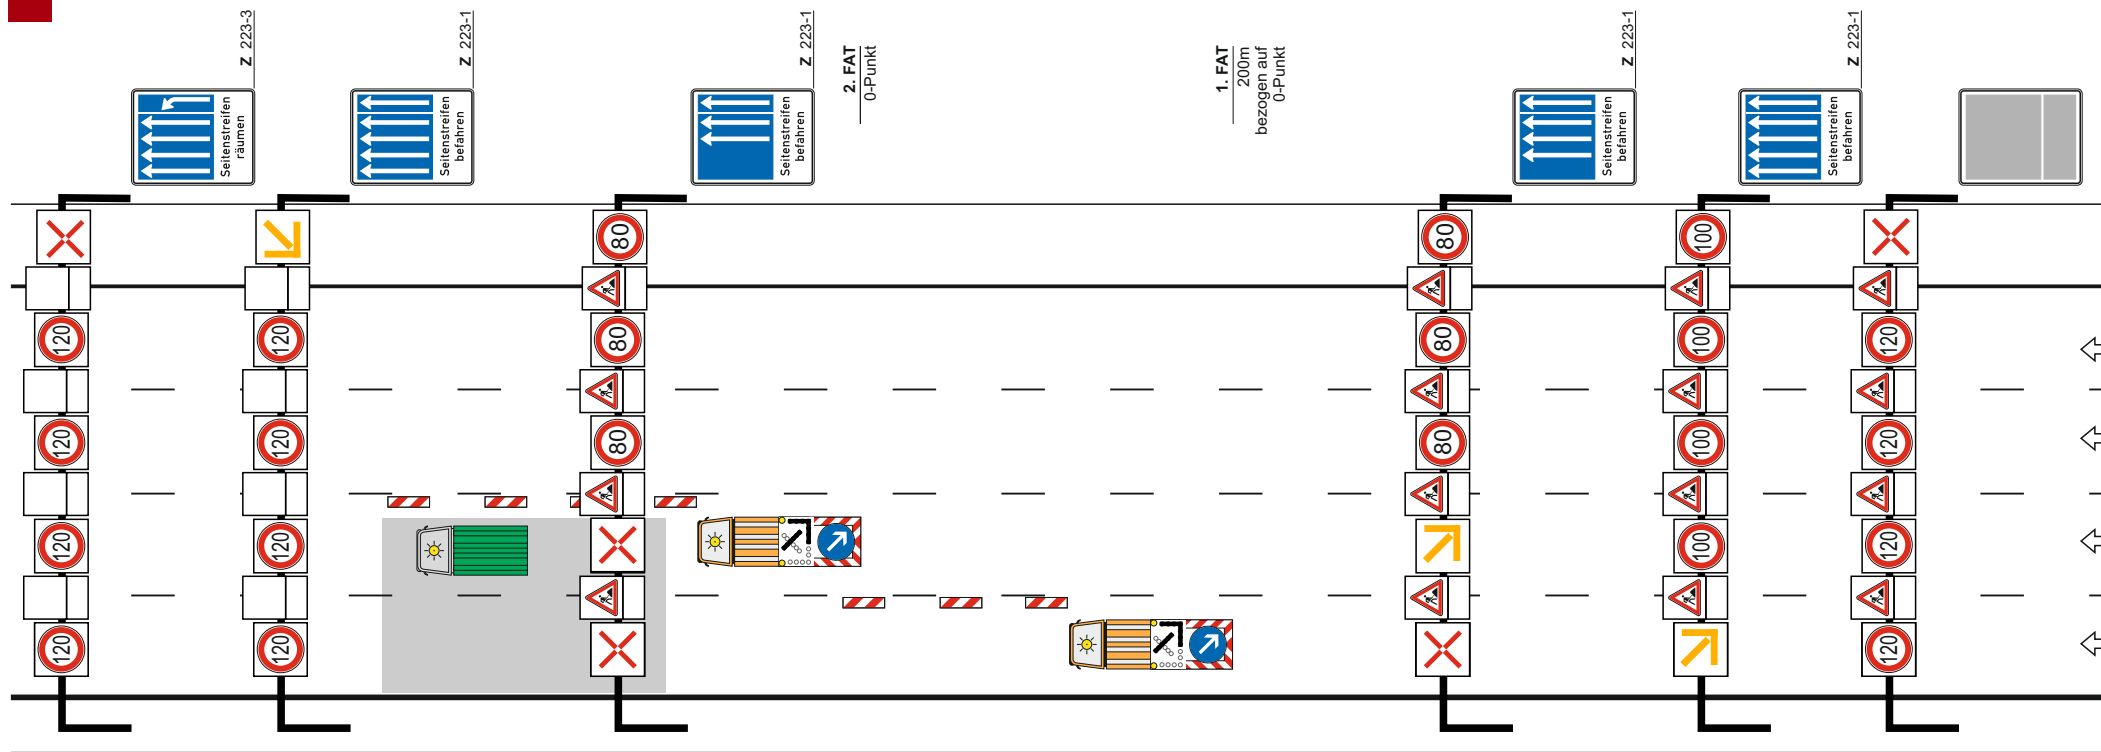 Z 223-3
Seitenstreifen
räumen
Z 223-1
Seitenstreifen
befahren
Z 223-1
Seitenstreifen
befahren
2. FAT
0-Punkt
1. FAT
200m
bezogen auf
0-Punkt
Z 223-1
Seitenstreifen
befahren
Z 223-1
Seitenstreifen
befahren
80
80
100
120
120
80
80
100
120
120
120
80
80
100
120
120
120
100
120
120
120
120